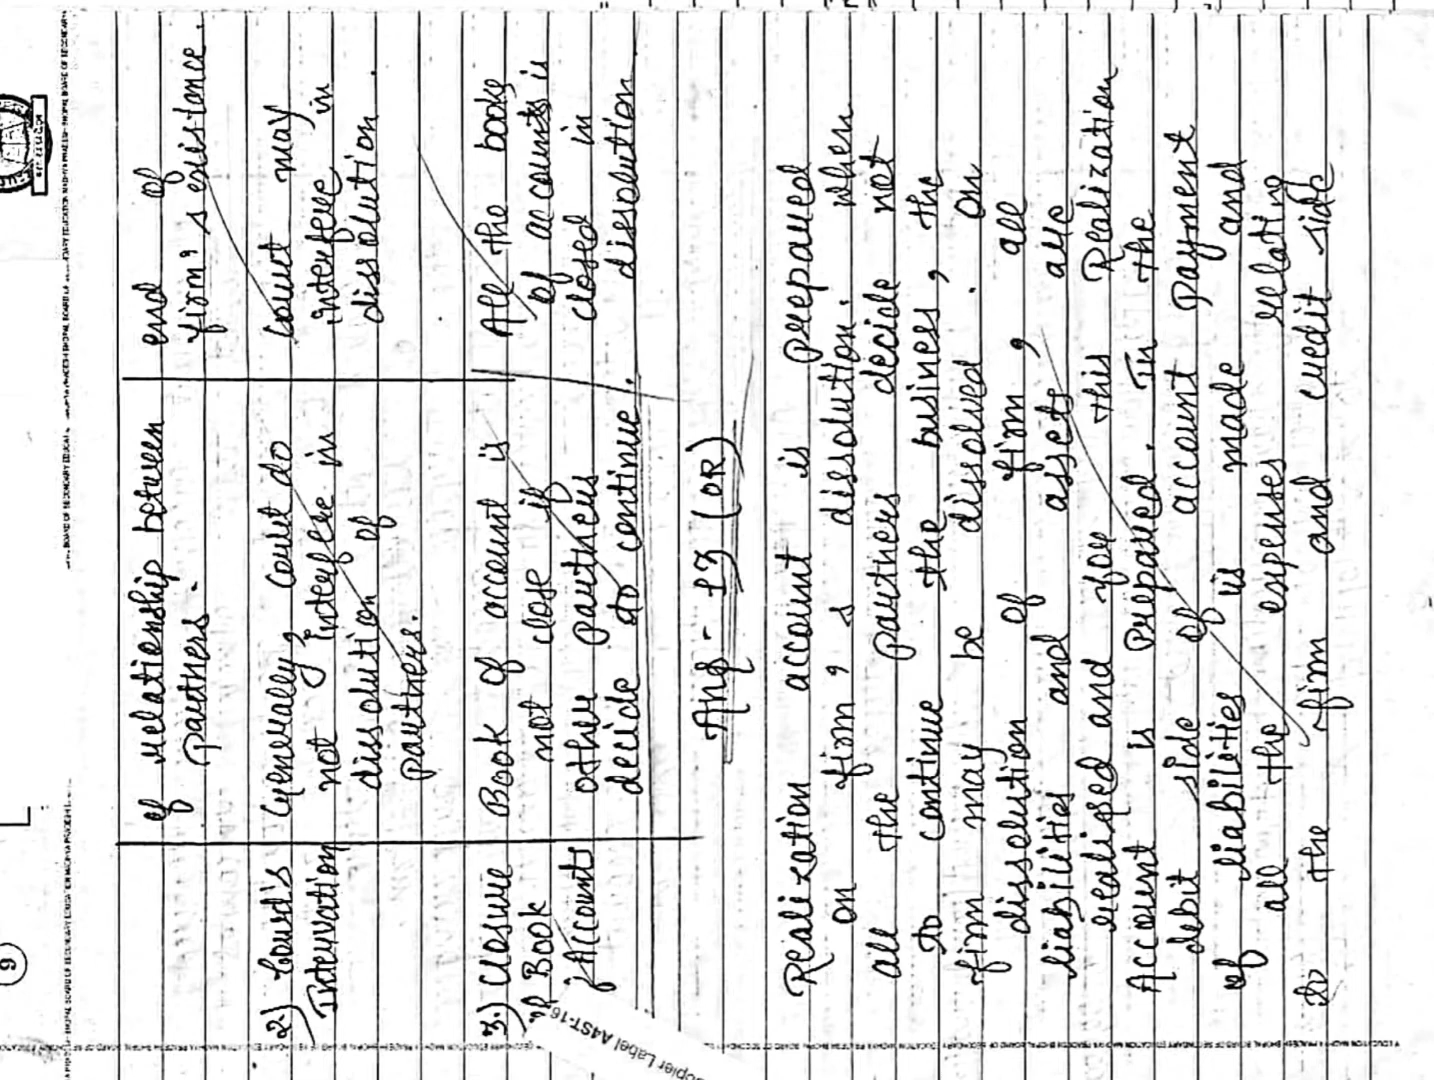 9
of relationship between end of
partners. firm's existance.
2) Court's Generally, court do court may
Intervation not interfere in interfere in
dissolution of dissolution.
partners.
3.) Closure Book of account is All the books
of Book not close if of accounts is
of Accounts other partners closed in
decide to continue. dissolution
Copier Label A4ST-16
Ans - 17 (OR)
Realization account is prepared
on firm's dissolution. when
all the partners decide not
to continue the business, the
firm may be dissolved. on
dissolution of firm, all
liabilities and assets are
realised and for this Realization
Account is prepared. In the
debit side of account payment
of liabilities is made and
all the expenses relating
to the firm and credit side